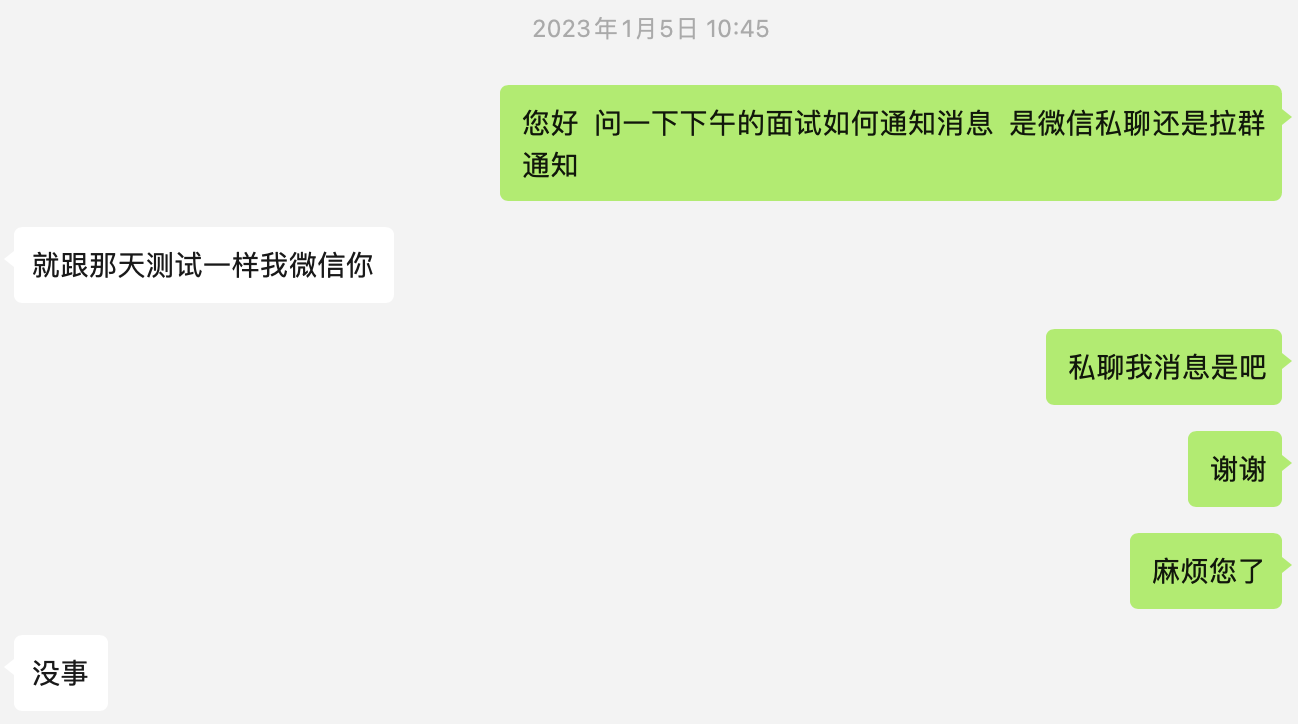 2023年1月5日 10:45
您好 问一下下午的面试如何通知消息 是微信私聊还是拉群
通知
就跟那天测试一样我微信你
私聊我消息是吧
谢谢
麻烦您了
没事